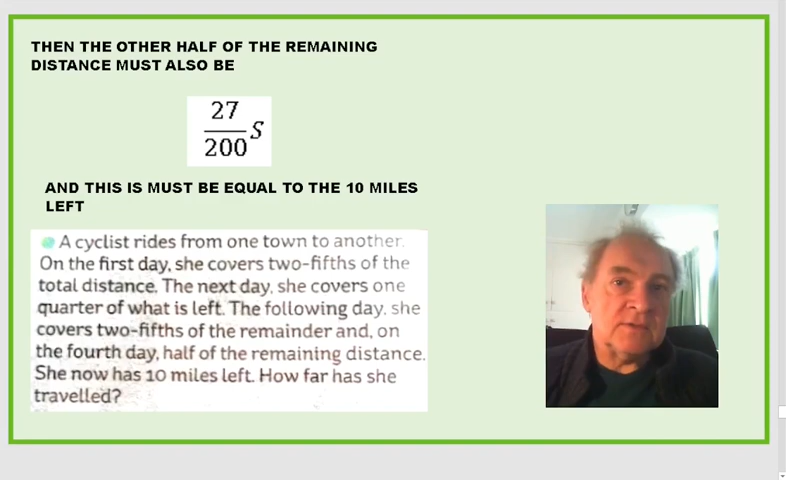 THEN THE OTHER HALF OF THE REMAINING
DISTANCE MUST ALSO BE
27
200 S
AND THIS IS MUST BE EQUAL TO THE 10 MILES
LEFT
A cyclist rides from one town to another.
On the first day, she covers two-fifths of the
total distance. The next day, she covers one
quarter of what is left. The following day, she
covers two-fifths of the remainder and, on
the fourth day, half of the remaining distance.
She now has 10 miles left. How far has she
travelled?